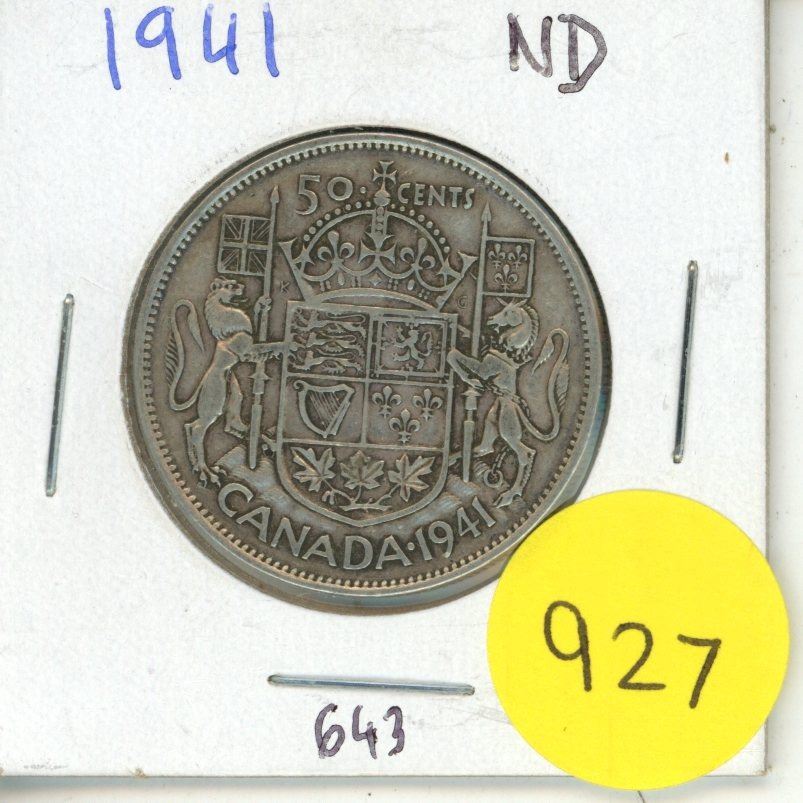 1941 ND
50 · CENTS
K G
CANADA · 1941
927
643